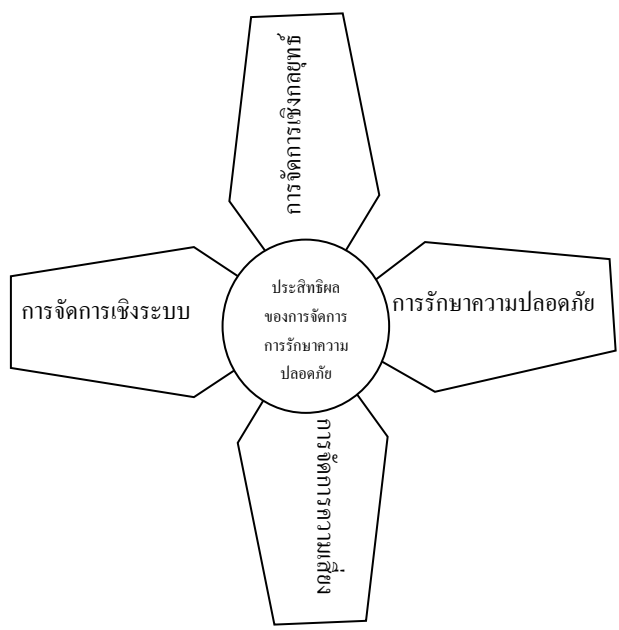 การจัดการเชิงกลยุทธ์
การจัดการเชิงระบบ
ประสิทธิผล
ของการจัดการ
การรักษาความ
ปลอดภัย
การรักษาความปลอดภัย
การจัดการความเสี่ยง